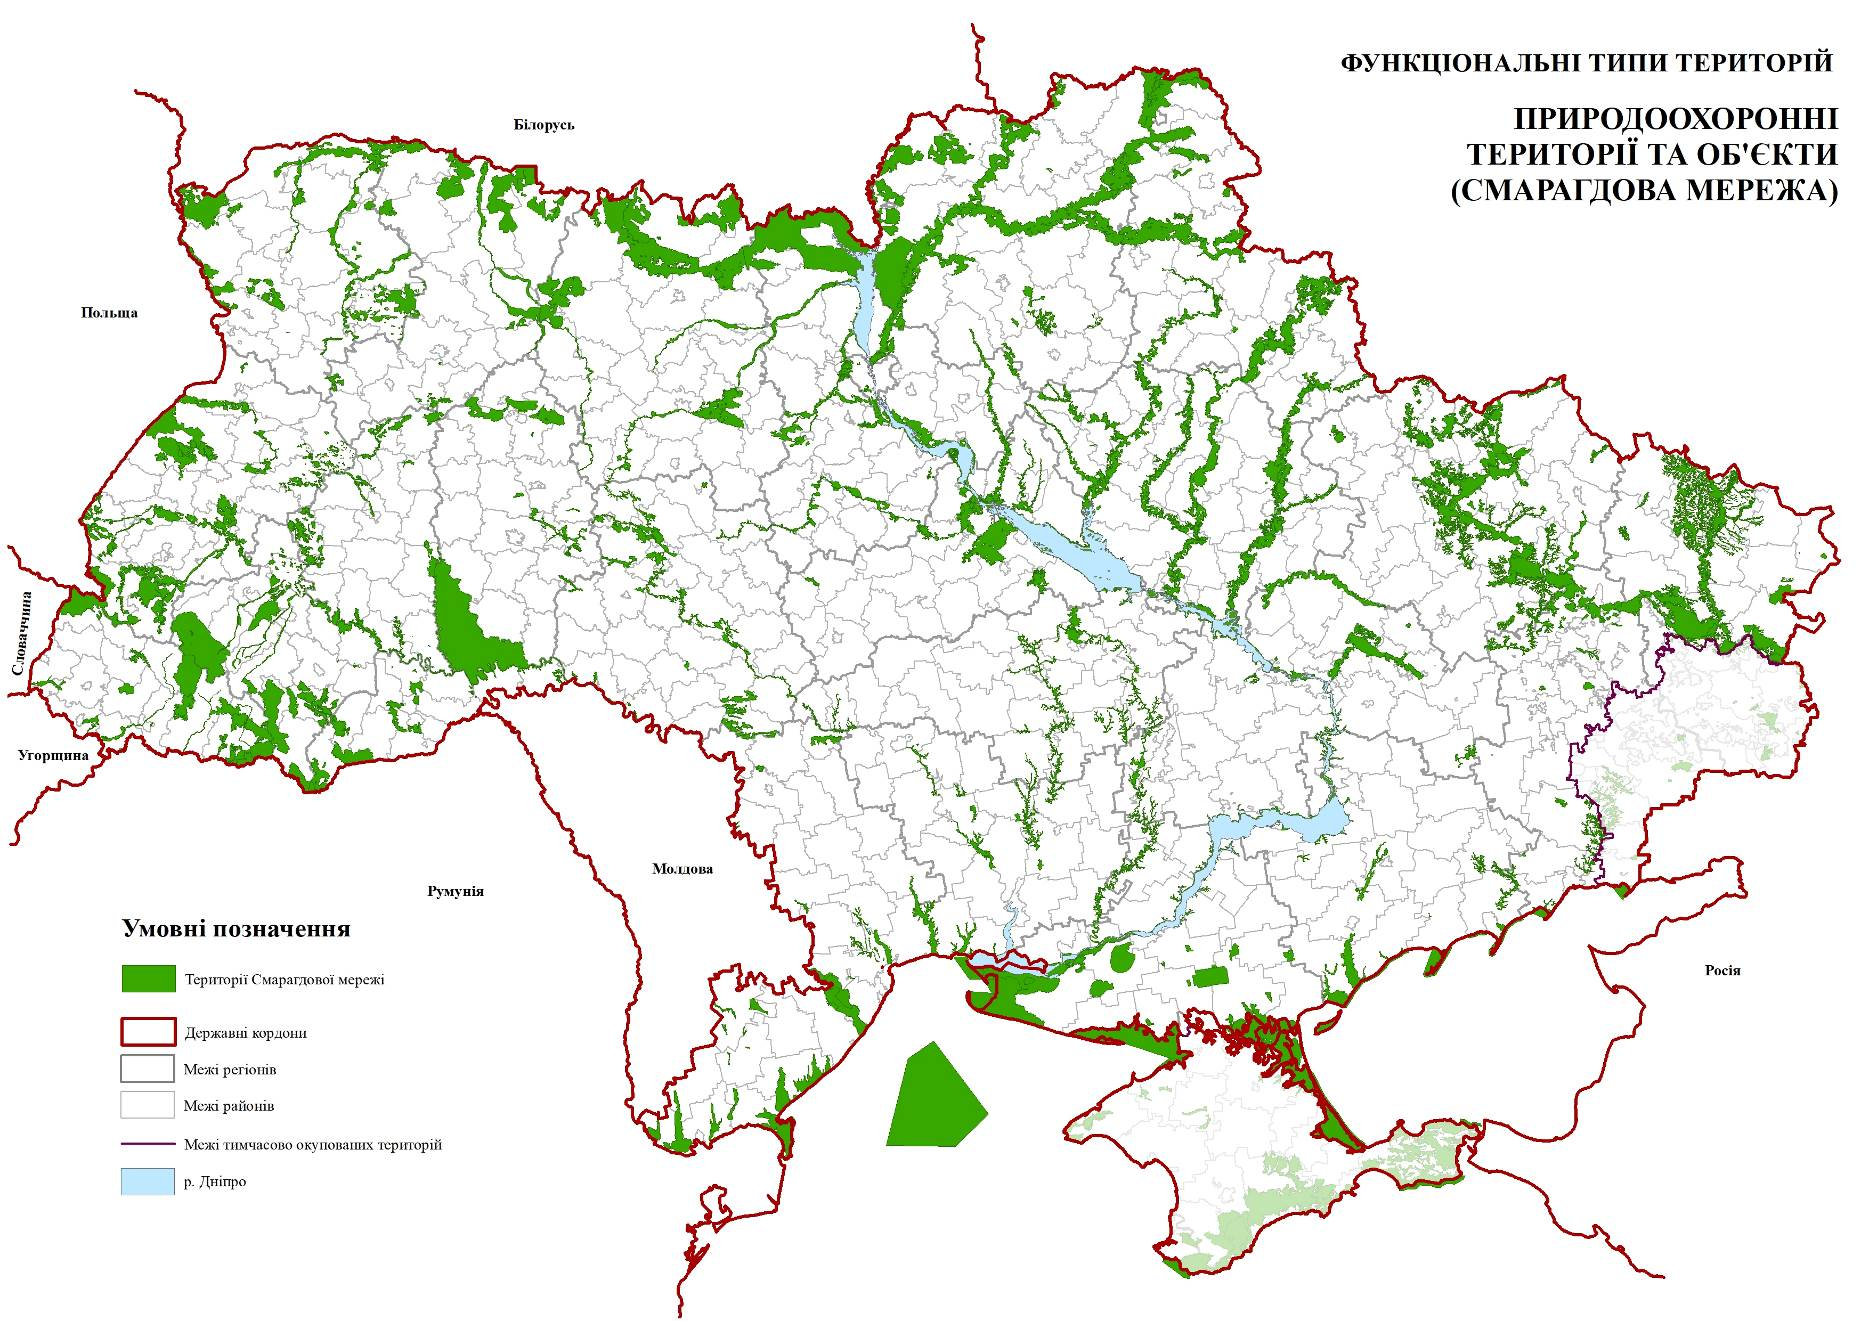 ФУНКЦІОНАЛЬНІ ТИПИ ТЕРИТОРІЙ
ПРИРОДООХОРОННІ
ТЕРИТОРІЇ ТА ОБ'ЄКТИ
(СМАРАГДОВА МЕРЕЖА)
Білорусь
Польща
Словаччина
Угорщина
Румунія
Молдова
Росія
Умовні позначення
Території Смарагдової мережі
Державні кордони
Межі регіонів
Межі районів
Межі тимчасово окупованих територій
р. Дніпро